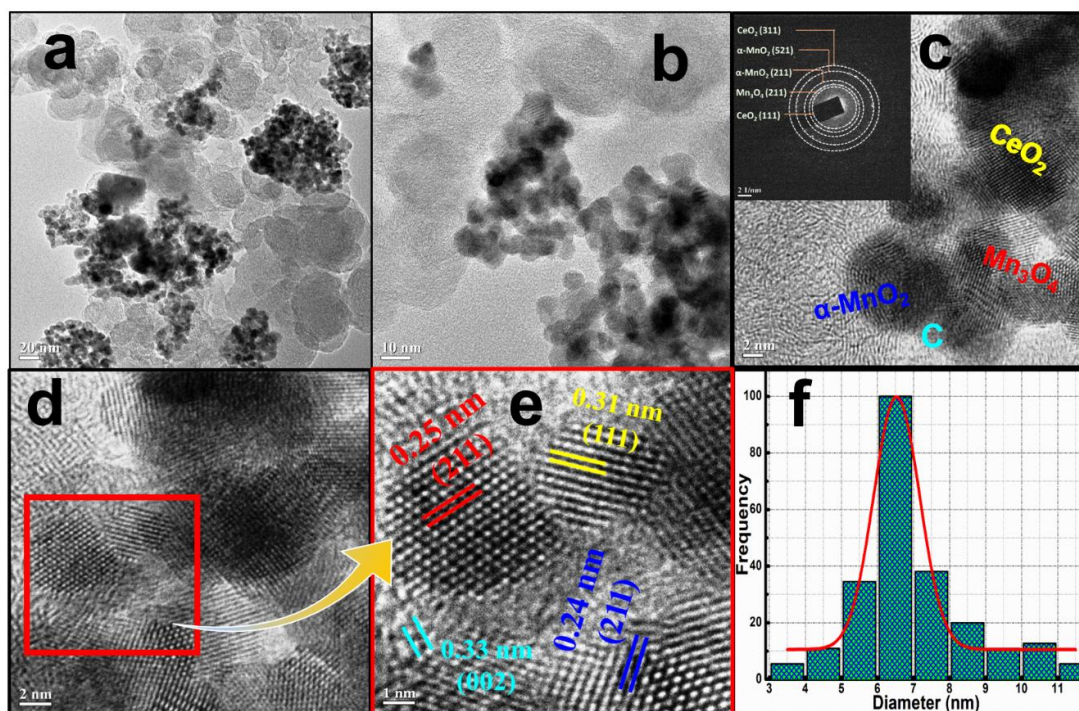 a
20 nm
b
10 nm
CeO₂ (311)
α-MnO₂ (521)
α-MnO₂ (211)
Mn₃O₄ (211)
CeO₂ (111)
2 1/nm
c
CeO₂
Mn₃O₄
α-MnO₂
C
2 nm
d
2 nm
e
0.25 nm
(211)
0.31 nm
(111)
0.24 nm
(211)
0.33 nm
(002)
1 nm
f
Frequency
100
80
60
40
20
0
3 4 5 6 7 8 9 10 11
Diameter (nm)